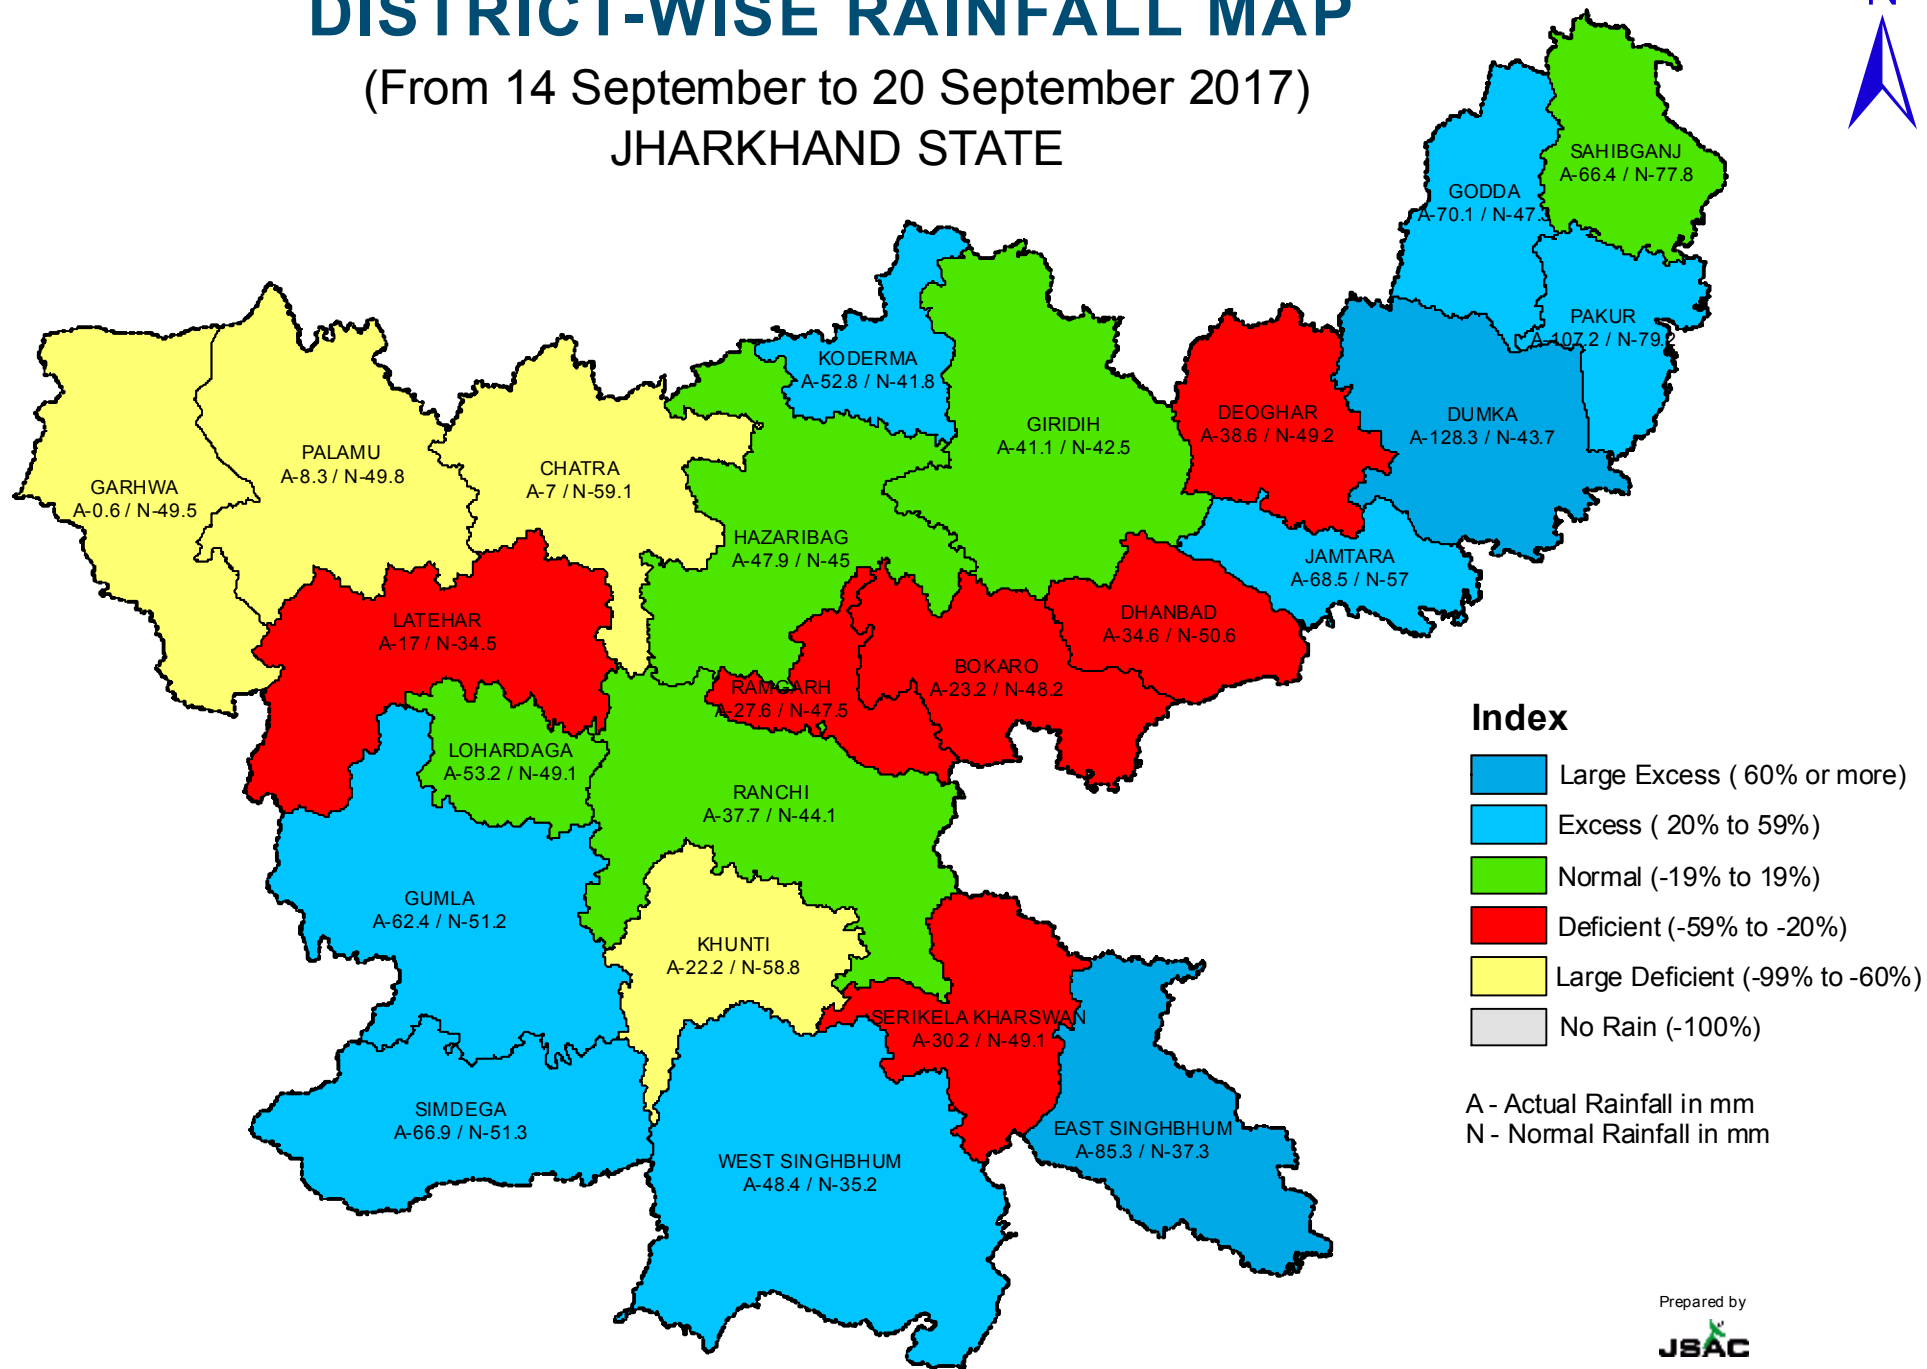 DISTRICT-WISE RAINFALL MAP
(From 14 September to 20 September 2017)
JHARKHAND STATE
N
SAHIBGANJ
A-66.4 / N-77.8
GODDA
A-70.1 / N-47.3
PAKUR
A-107.2 / N-79.2
KODERMA
A-52.8 / N-41.8
GIRIDIH
A-41.1 / N-42.5
DEOGHAR
A-38.6 / N-49.2
DUMKA
A-128.3 / N-43.7
PALAMU
A-8.3 / N-49.8
CHATRA
A-7 / N-59.1
GARHWA
A-0.6 / N-49.5
HAZARIBAG
A-47.9 / N-45
JAMTARA
A-68.5 / N-57
LATEHAR
A-17 / N-34.5
DHANBAD
A-34.6 / N-50.6
BOKARO
A-23.2 / N-48.2
RAMGARH
A-27.6 / N-47.5
LOHARDAGA
A-53.2 / N-49.1
RANCHI
A-37.7 / N-44.1
GUMLA
A-62.4 / N-51.2
KHUNTI
A-22.2 / N-58.8
SERIKELA KHARSWAN
A-30.2 / N-49.1
SIMDEGA
A-66.9 / N-51.3
EAST SINGHBHUM
A-85.3 / N-37.3
WEST SINGHBHUM
A-48.4 / N-35.2
Index
Large Excess ( 60% or more)
Excess ( 20% to 59%)
Normal (-19% to 19%)
Deficient (-59% to -20%)
Large Deficient (-99% to -60%)
No Rain (-100%)
A - Actual Rainfall in mm
N - Normal Rainfall in mm
Prepared by
JSAC